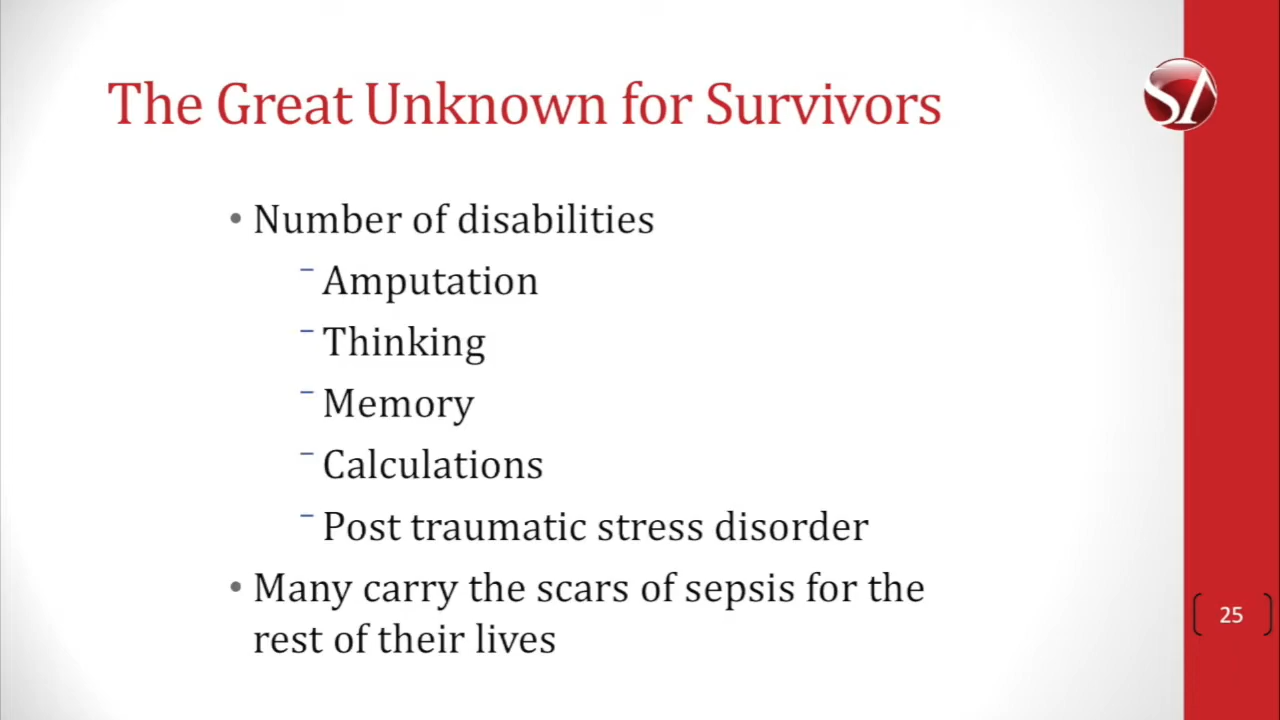 The Great Unknown for Survivors
SA
• Number of disabilities
– Amputation
– Thinking
– Memory
– Calculations
– Post traumatic stress disorder
• Many carry the scars of sepsis for the
rest of their lives
25